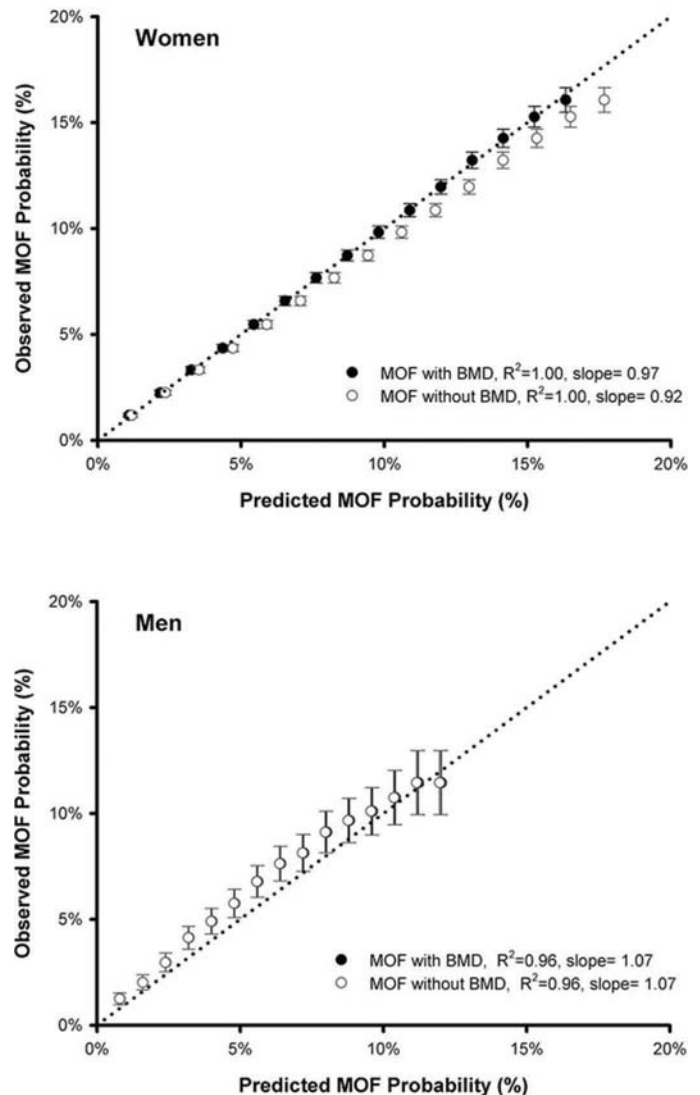 Women
Observed MOF Probability (%)
20%
15%
10%
5%
0%
MOF with BMD, R²=1.00, slope= 0.97
MOF without BMD, R²=1.00, slope= 0.92
0% 5% 10% 15% 20%
Predicted MOF Probability (%)
Men
Observed MOF Probability (%)
20%
15%
10%
5%
0%
MOF with BMD, R²=0.96, slope= 1.07
MOF without BMD, R²=0.96, slope= 1.07
0% 5% 10% 15% 20%
Predicted MOF Probability (%)